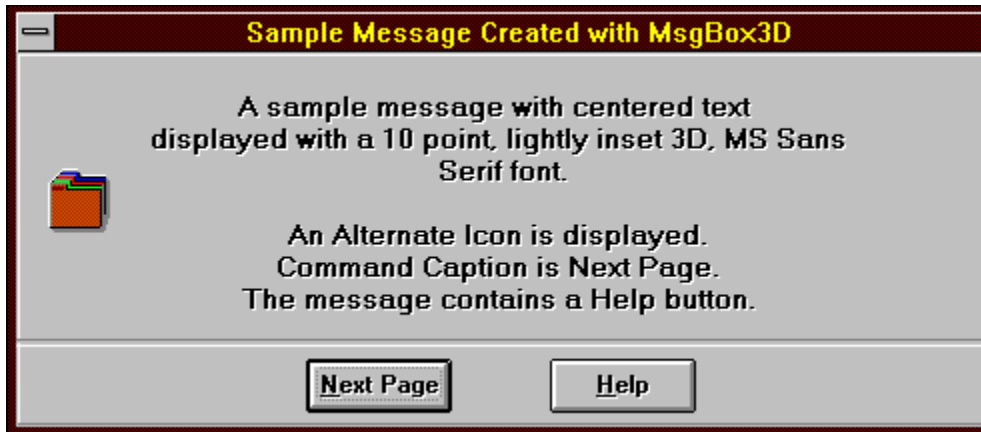 Sample Message Created with MsgBox3D
A sample message with centered text
displayed with a 10 point, lightly inset 3D, MS Sans
Serif font.
An Alternate Icon is displayed.
Command Caption is Next Page.
The message contains a Help button.
Next Page
Help